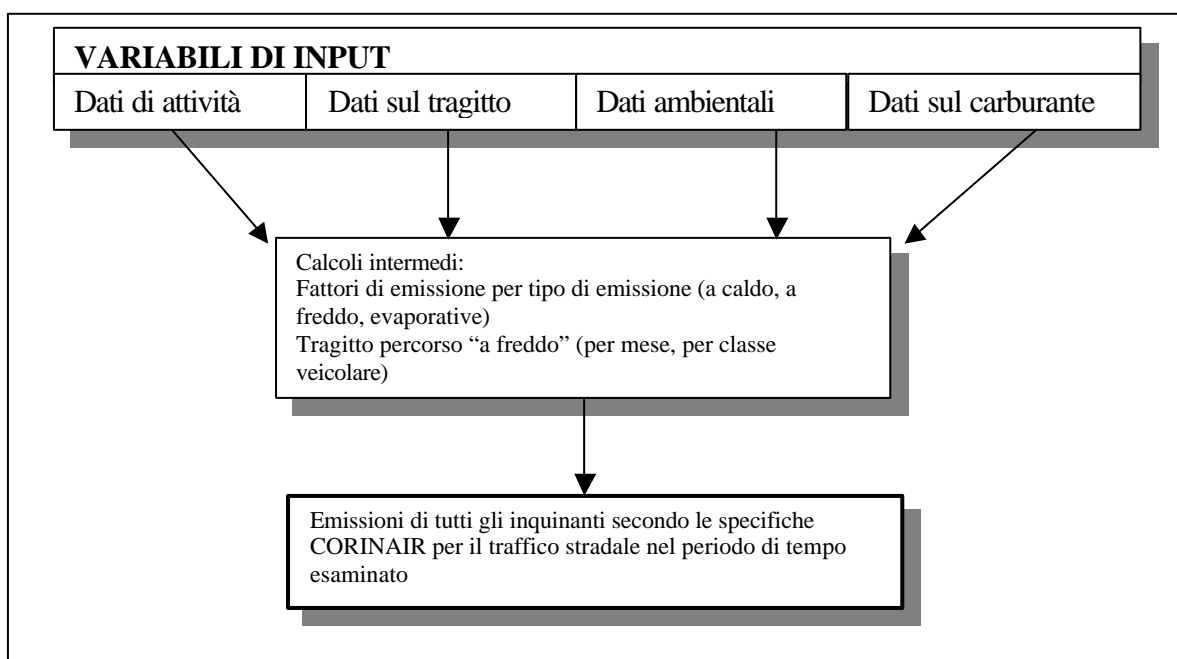 VARIABILI DI INPUT
Dati di attività
Dati sul tragitto
Dati ambientali
Dati sul carburante
Calcoli intermedi:
Fattori di emissione per tipo di emissione (a caldo, a
freddo, evaporative)
Tragitto percorso “a freddo” (per mese, per classe
veicolare)
Emissioni di tutti gli inquinanti secondo le specifiche
CORINAIR per il traffico stradale nel periodo di tempo
esaminato